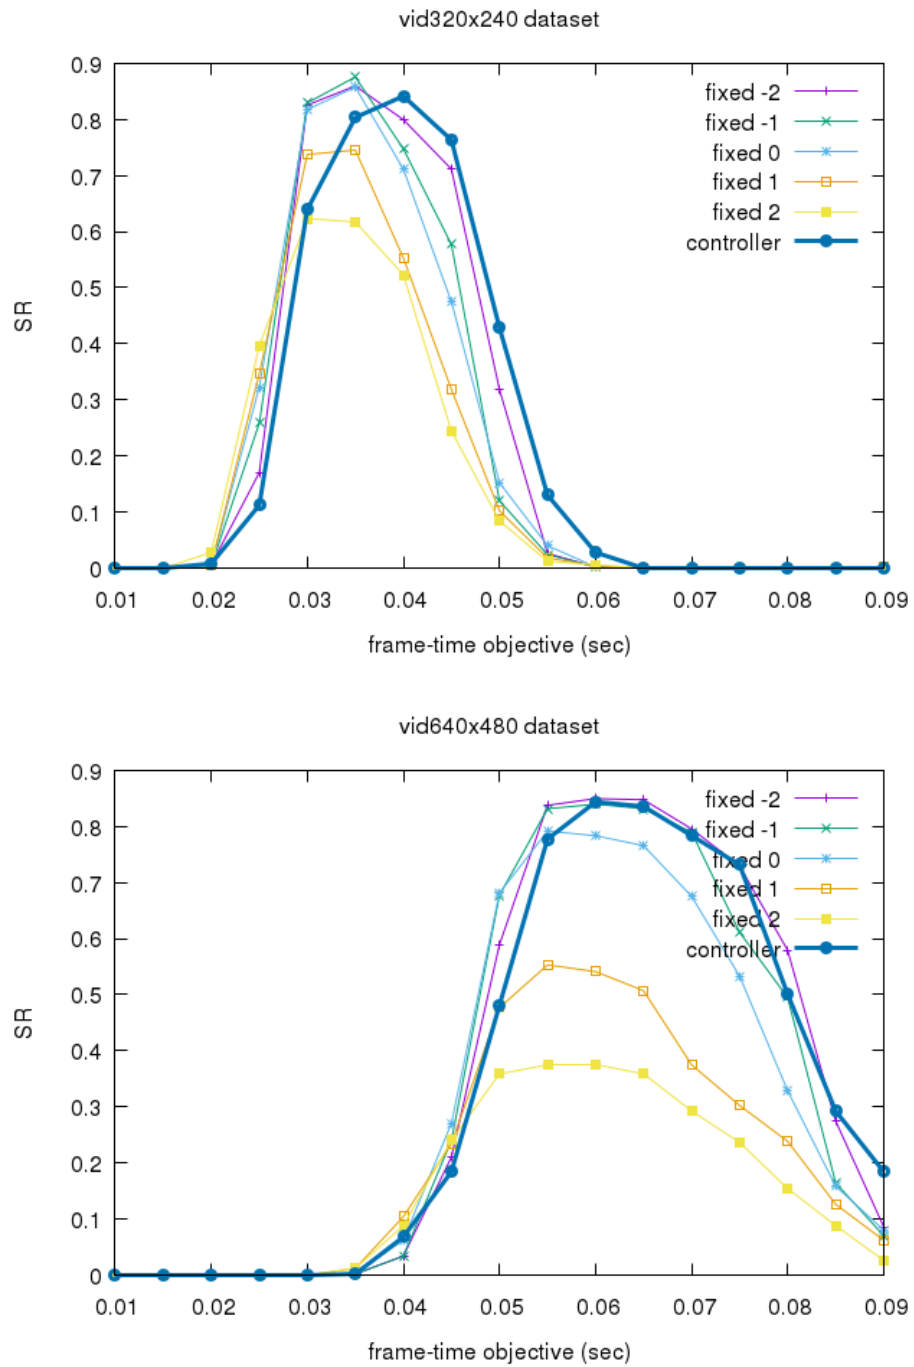 vid320x240 dataset
0.9
0.8
0.7
0.6
0.5
0.4
0.3
0.2
0.1
0
SR
fixed -2
fixed -1
fixed 0
fixed 1
fixed 2
controller
0.01 0.02 0.03 0.04 0.05 0.06 0.07 0.08 0.09
frame-time objective (sec)
vid640x480 dataset
0.9
0.8
0.7
0.6
0.5
0.4
0.3
0.2
0.1
0
SR
fixed -2
fixed -1
fixed 0
fixed 1
fixed 2
controller
0.01 0.02 0.03 0.04 0.05 0.06 0.07 0.08 0.09
frame-time objective (sec)